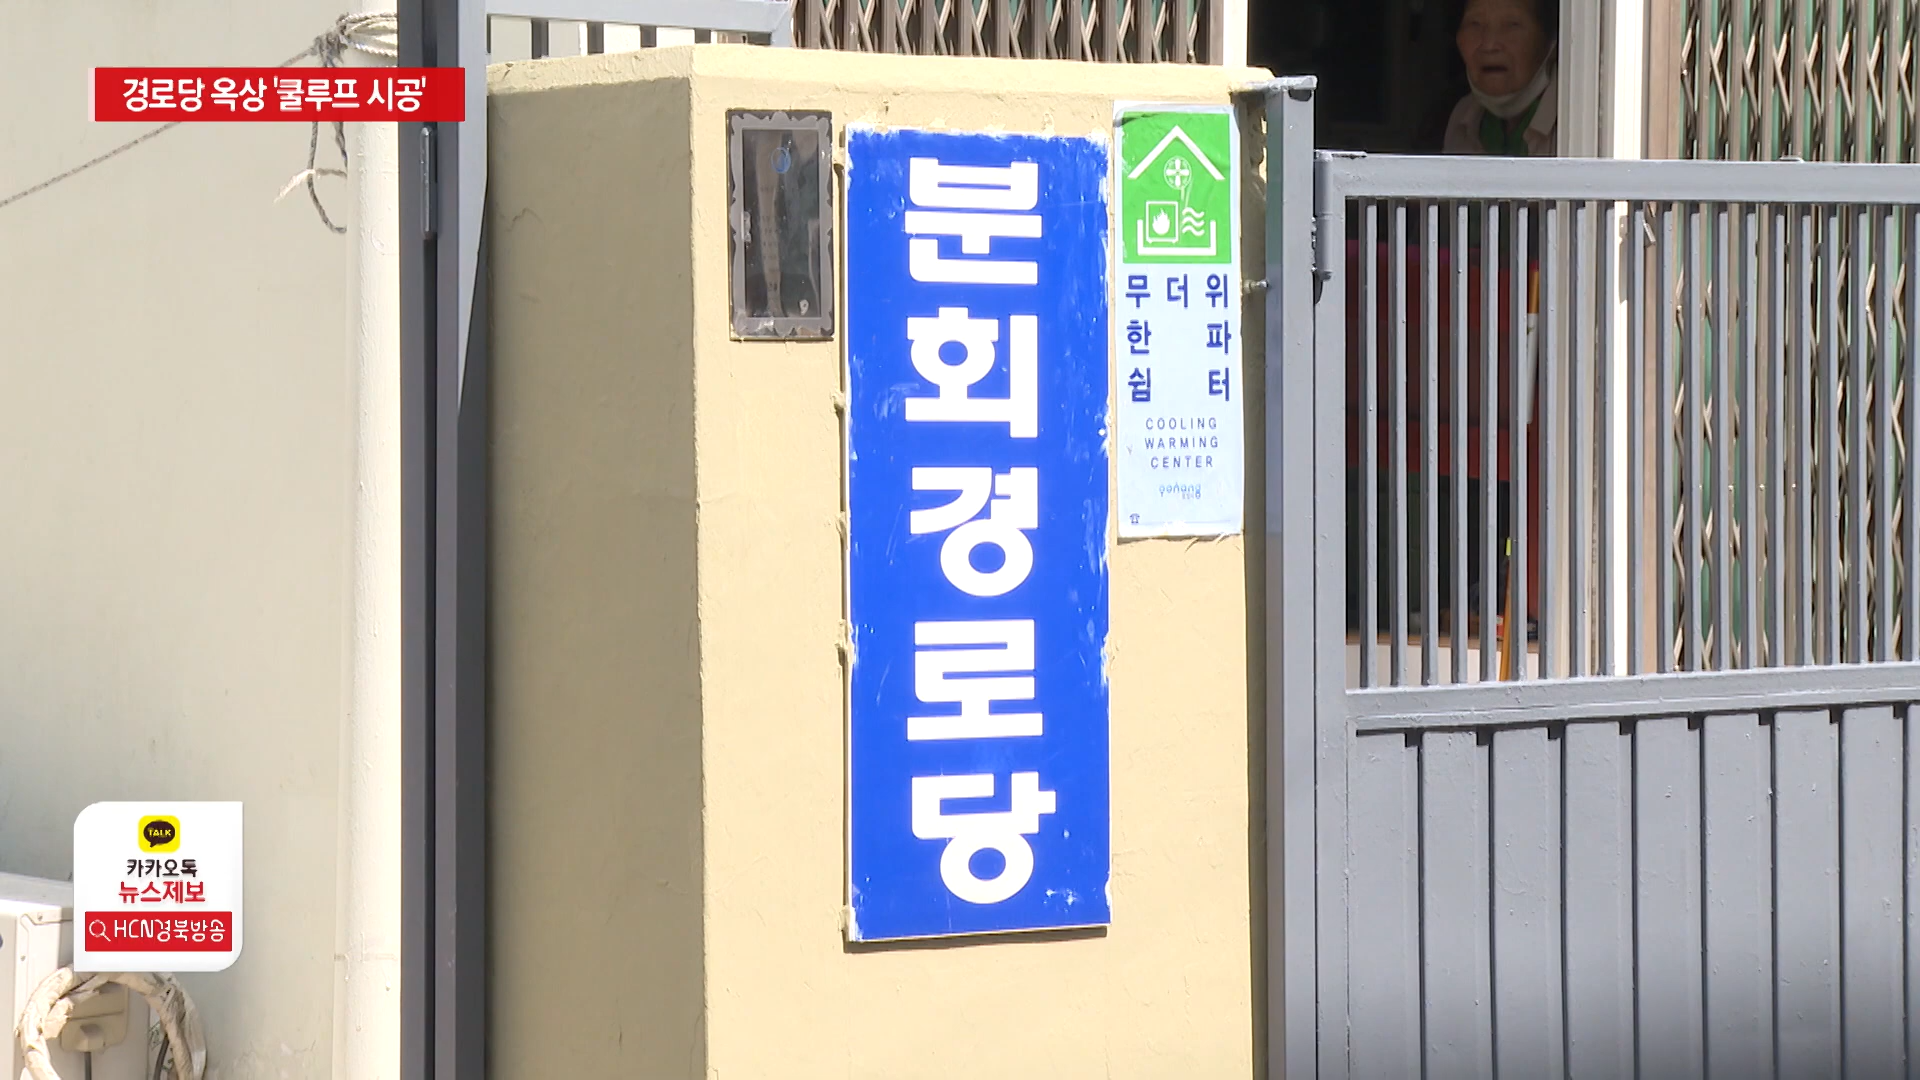 경로당 옥상 '쿨루프 시공'
분회경로당
무더위
한파
쉼터
COOLING
WARMING
CENTER
TALK
카카오톡
뉴스제보
HCN경북방송